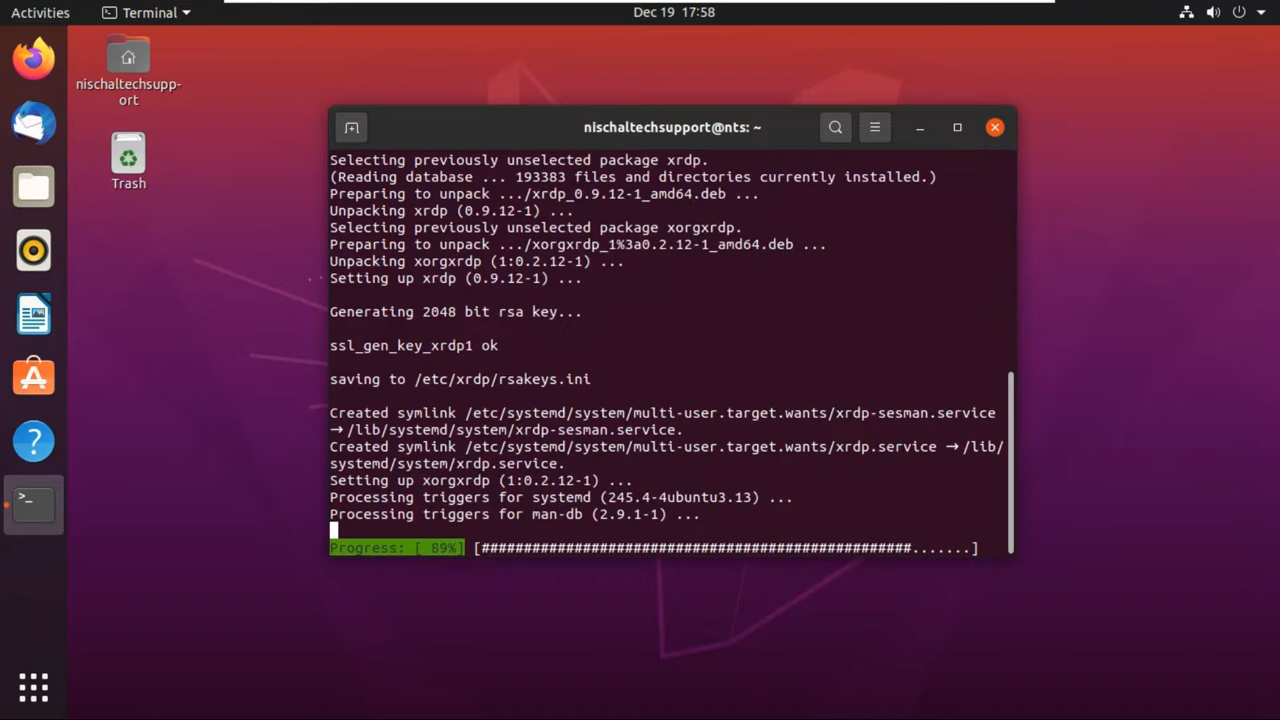 Activities
Terminal
Dec 19 17:58
nischaltechsupp-
ort
Trash
nischaltechsupport@nts: ~
Selecting previously unselected package xrdp.
(Reading database ... 193383 files and directories currently installed.)
Preparing to unpack .../xrdp_0.9.12-1_amd64.deb ...
Unpacking xrdp (0.9.12-1) ...
Selecting previously unselected package xorgxrdp.
Preparing to unpack .../xorgxrdp_1%3a0.2.12-1_amd64.deb ...
Unpacking xorgxrdp (1:0.2.12-1) ...
Setting up xrdp (0.9.12-1) ...
Generating 2048 bit rsa key...
ssl_gen_key_xrdp1 ok
saving to /etc/xrdp/rsakeys.ini
Created symlink /etc/systemd/system/multi-user.target.wants/xrdp-sesman.service
→ /lib/systemd/system/xrdp-sesman.service.
Created symlink /etc/systemd/system/multi-user.target.wants/xrdp.service → /lib/
systemd/system/xrdp.service.
Setting up xorgxrdp (1:0.2.12-1) ...
Processing triggers for systemd (245.4-4ubuntu3.13) ...
Processing triggers for man-db (2.9.1-1) ...
Progress: [ 89%] [###################################################.......]